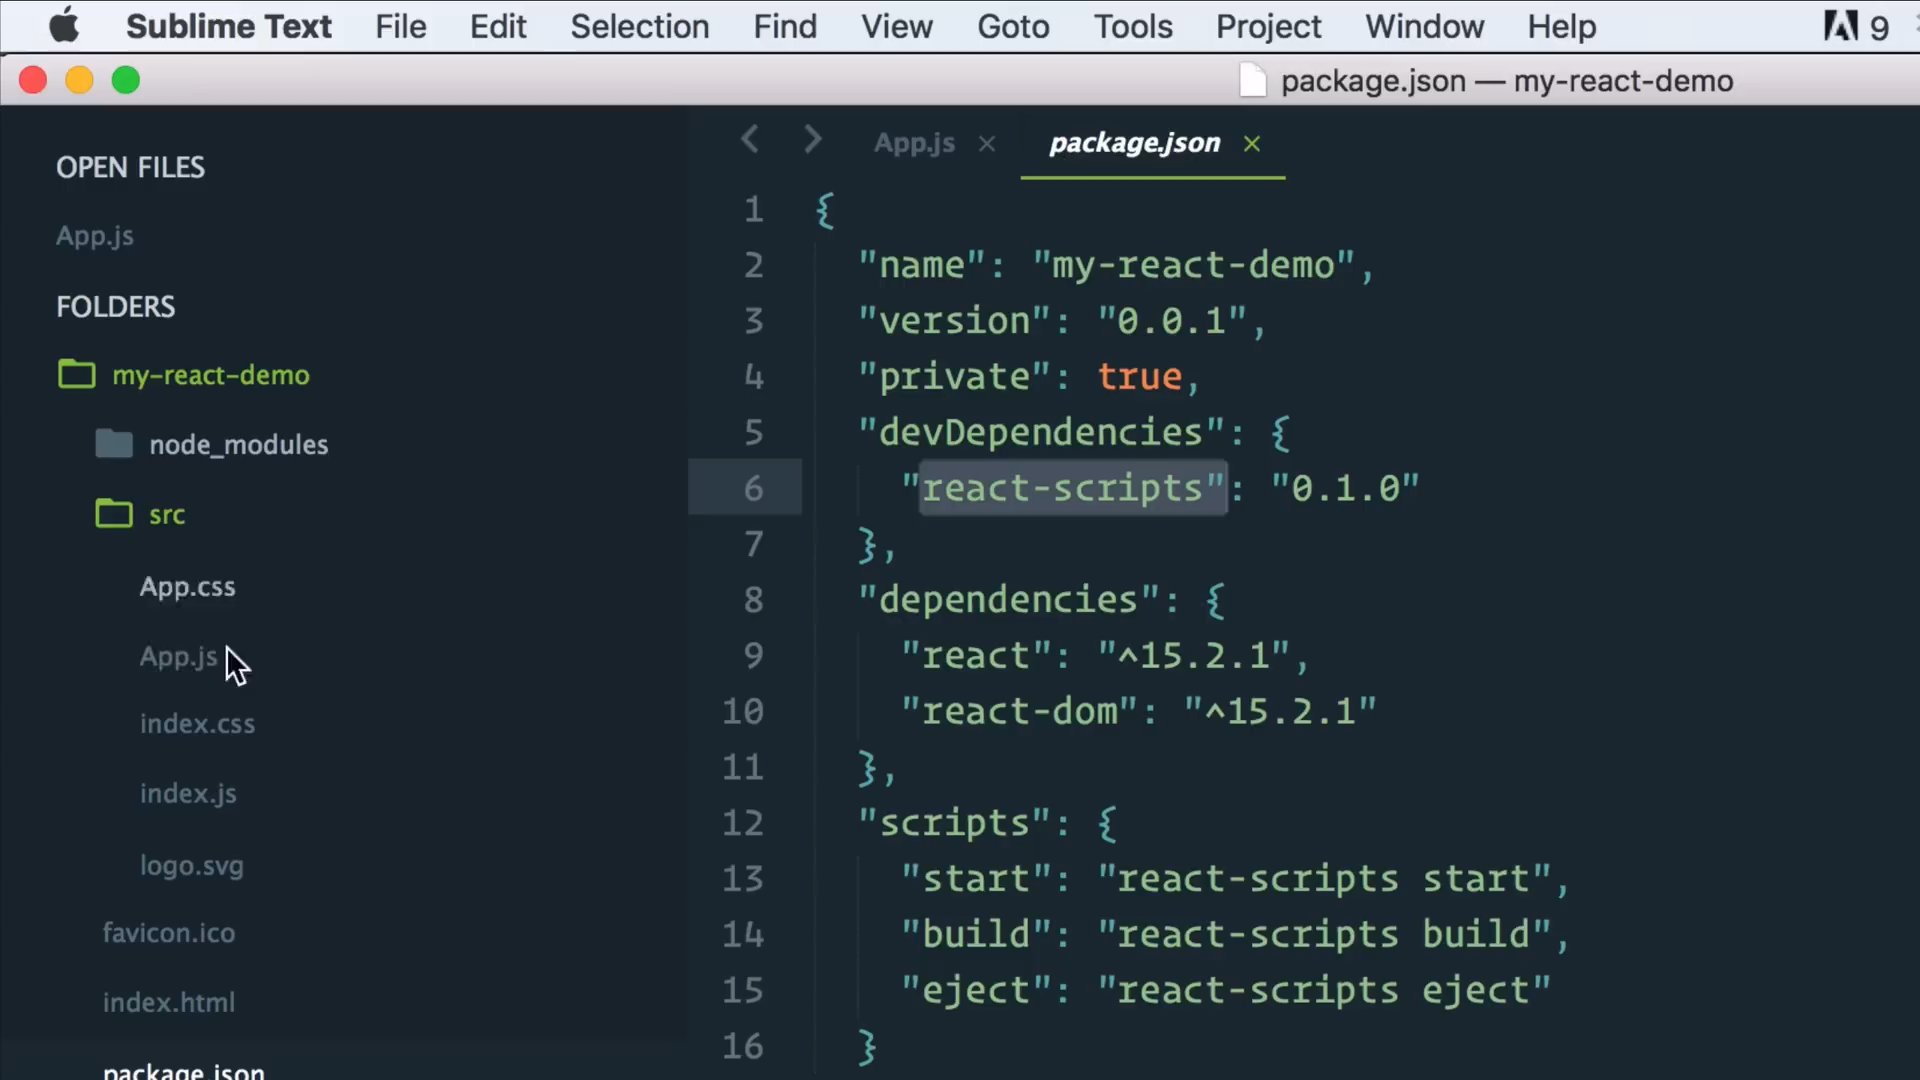 Sublime Text File Edit Selection Find View Goto Tools Project Window Help 9
package.json — my-react-demo
OPEN FILES
App.js
FOLDERS
my-react-demo
node_modules
src
App.css
App.js
index.css
index.js
logo.svg
favicon.ico
index.html
package.json
App.js × package.json ×
1 {
2 "name": "my-react-demo",
3 "version": "0.0.1",
4 "private": true,
5 "devDependencies": {
6 "react-scripts": "0.1.0"
7 },
8 "dependencies": {
9 "react": "^15.2.1",
10 "react-dom": "^15.2.1"
11 },
12 "scripts": {
13 "start": "react-scripts start",
14 "build": "react-scripts build",
15 "eject": "react-scripts eject"
16 }